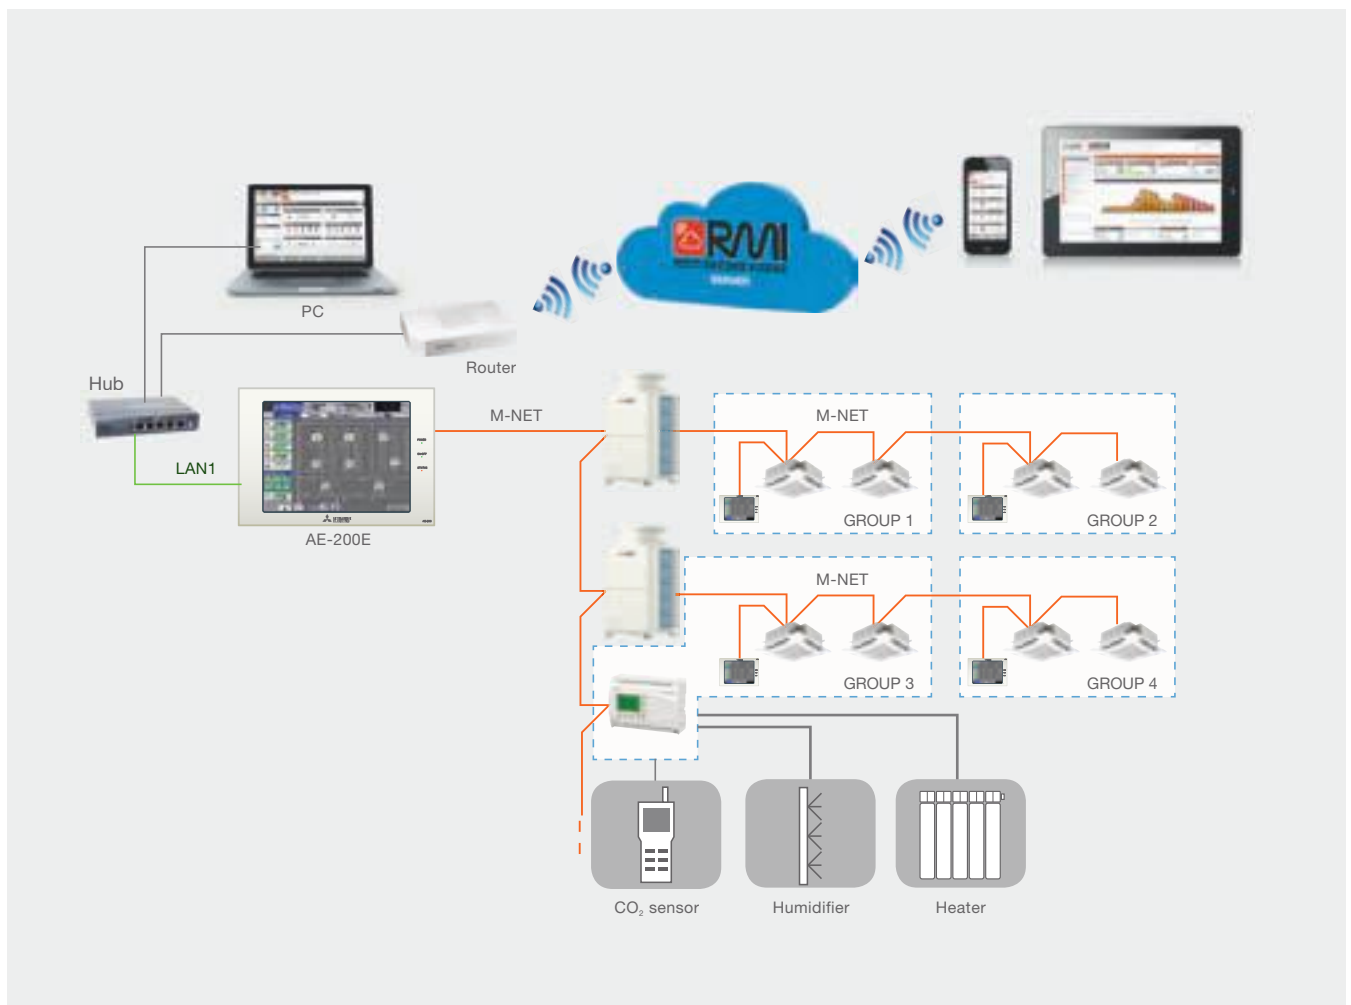 RMI
SERVER
PC
Router
Hub
M-NET
M-NET
LAN1
GROUP 1
GROUP 2
AE-200E
M-NET
GROUP 3
GROUP 4
CO₂ sensor
Humidifier
Heater